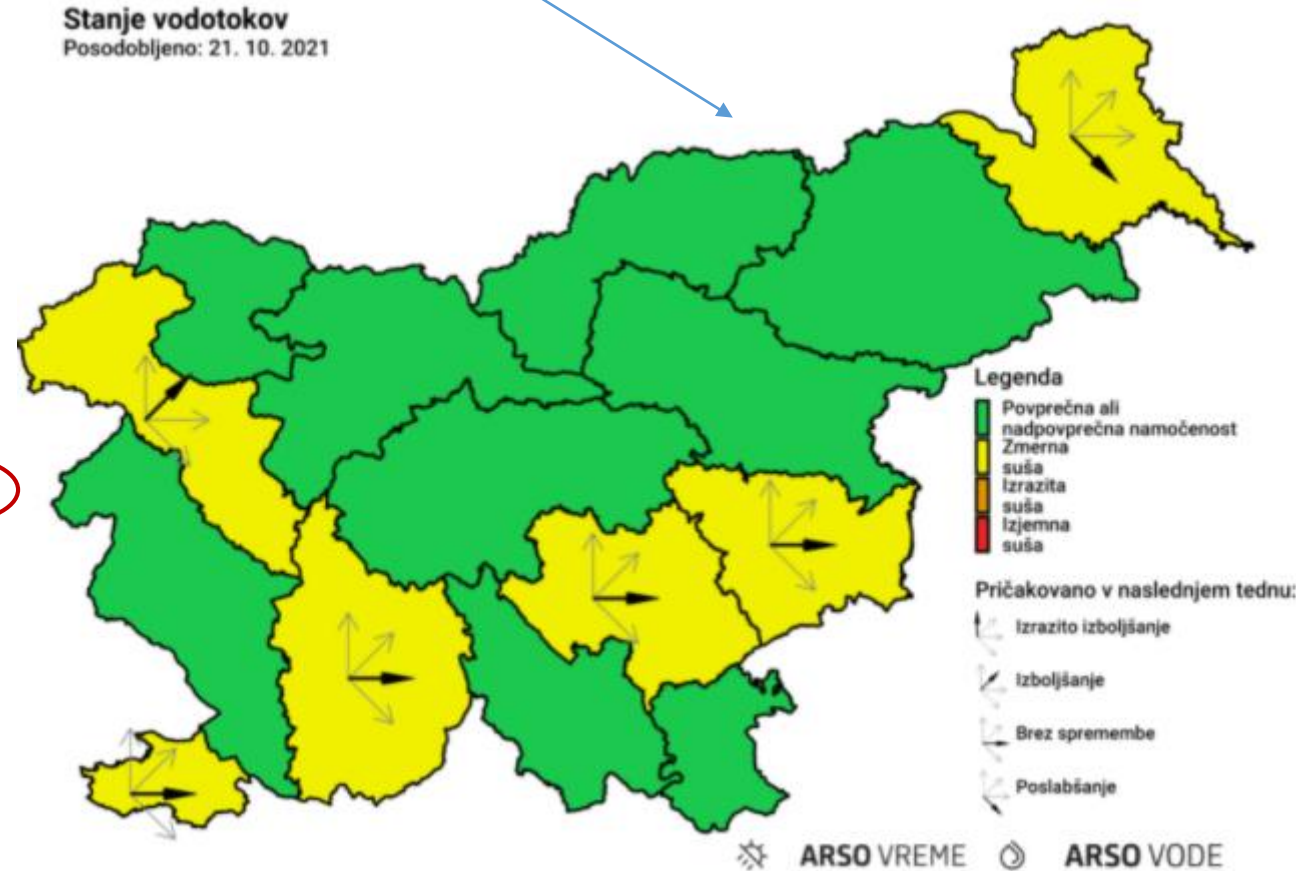 Stanje vodotokov
Posodobljeno: 21. 10. 2021
Legenda
Povprečna ali
nadpovprečna namočenost
Zmerna
suša
Izrazita
suša
Izjemna
suša
Pričakovano v naslednjem tednu:
Izrazito izboljšanje
Izboljšanje
Brez spremembe
Poslabšanje
ARSO VREME ARSO VODE